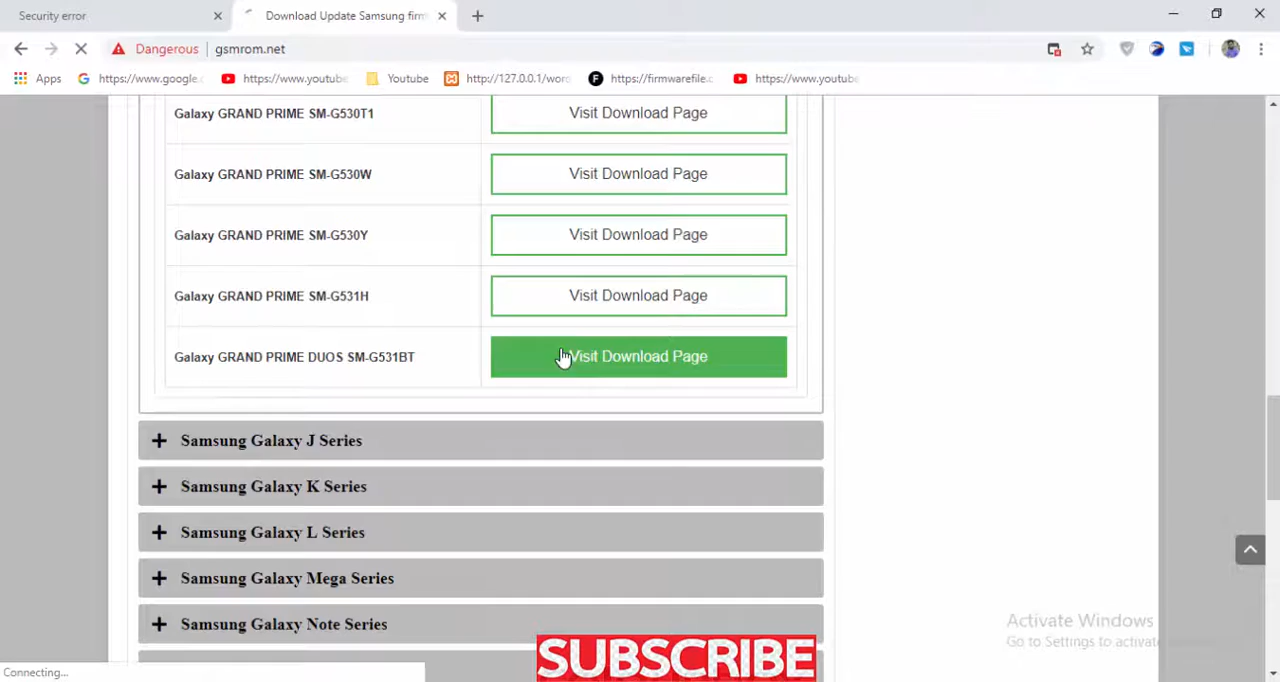 Security error
Download Update Samsung firm
Dangerous
gsmrom.net
Apps
https://www.google.
https://www.youtube
Youtube
http://127.0.0.1/wor
https://firmwarefile.c
https://www.youtube
Galaxy GRAND PRIME SM-G530T1
Visit Download Page
Galaxy GRAND PRIME SM-G530W
Visit Download Page
Galaxy GRAND PRIME SM-G530Y
Visit Download Page
Galaxy GRAND PRIME SM-G531H
Visit Download Page
Galaxy GRAND PRIME DUOS SM-G531BT
Visit Download Page
Samsung Galaxy J Series
Samsung Galaxy K Series
Samsung Galaxy L Series
Samsung Galaxy Mega Series
Samsung Galaxy Note Series
Activate Windows
Go to Settings to activate
SUBSCRIBE
Connecting...